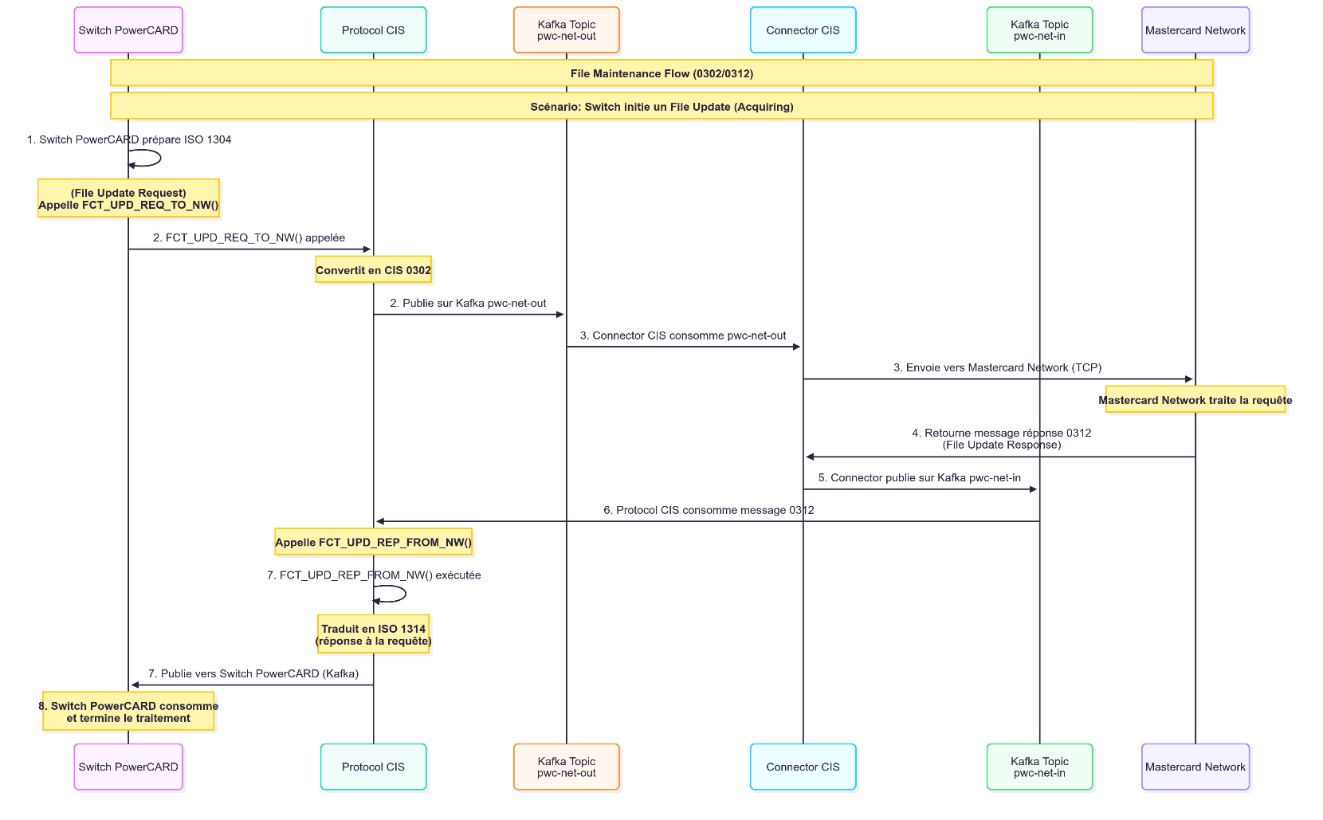 Switch PowerCARD
Protocol CIS
Kafka Topic
pwc-net-out
Connector CIS
Kafka Topic
pwc-net-in
Mastercard Network
File Maintenance Flow (0302/0312)
Scénario: Switch initie un File Update (Acquiring)
1. Switch PowerCARD prépare ISO 1304
(File Update Request)
Appelle FCT_UPD_REQ_TO_NW()
2. FCT_UPD_REQ_TO_NW() appelée
Convertit en CIS 0302
2. Publie sur Kafka pwc-net-out
3. Connector CIS consomme pwc-net-out
3. Envoie vers Mastercard Network (TCP)
Mastercard Network traite la requête
4. Retourne message réponse 0312
(File Update Response)
5. Connector publie sur Kafka pwc-net-in
6. Protocol CIS consomme message 0312
Appelle FCT_UPD_REP_FROM_NW()
7. FCT_UPD_REP_FROM_NW() exécutée
Traduit en ISO 1314
(réponse à la requête)
7. Publie vers Switch PowerCARD (Kafka)
8. Switch PowerCARD consomme
et termine le traitement
Switch PowerCARD
Protocol CIS
Kafka Topic
pwc-net-out
Connector CIS
Kafka Topic
pwc-net-in
Mastercard Network